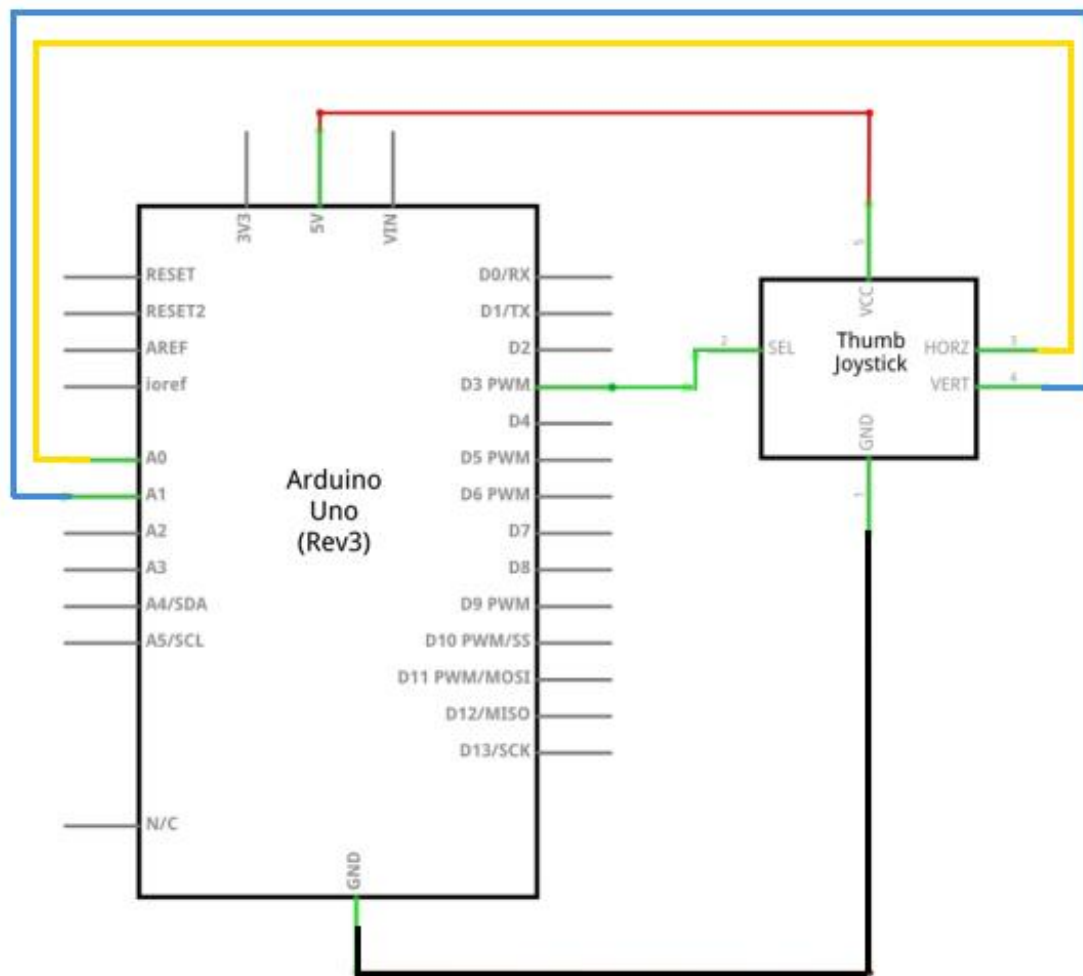 3V3
5V
VIN
RESET
RESET2
AREF
ioref
A0
A1
A2
A3
A4/SDA
A5/SCL
N/C
Arduino
Uno
(Rev3)
D0/RX
D1/TX
D2
D3 PWM
D4
D5 PWM
D6 PWM
D7
D8
D9 PWM
D10 PWM/SS
D11 PWM/MOSI
D12/MISO
D13/SCK
GND
5
VCC
2
SEL
Thumb
Joystick
HORZ
3
VERT
4
GND
1